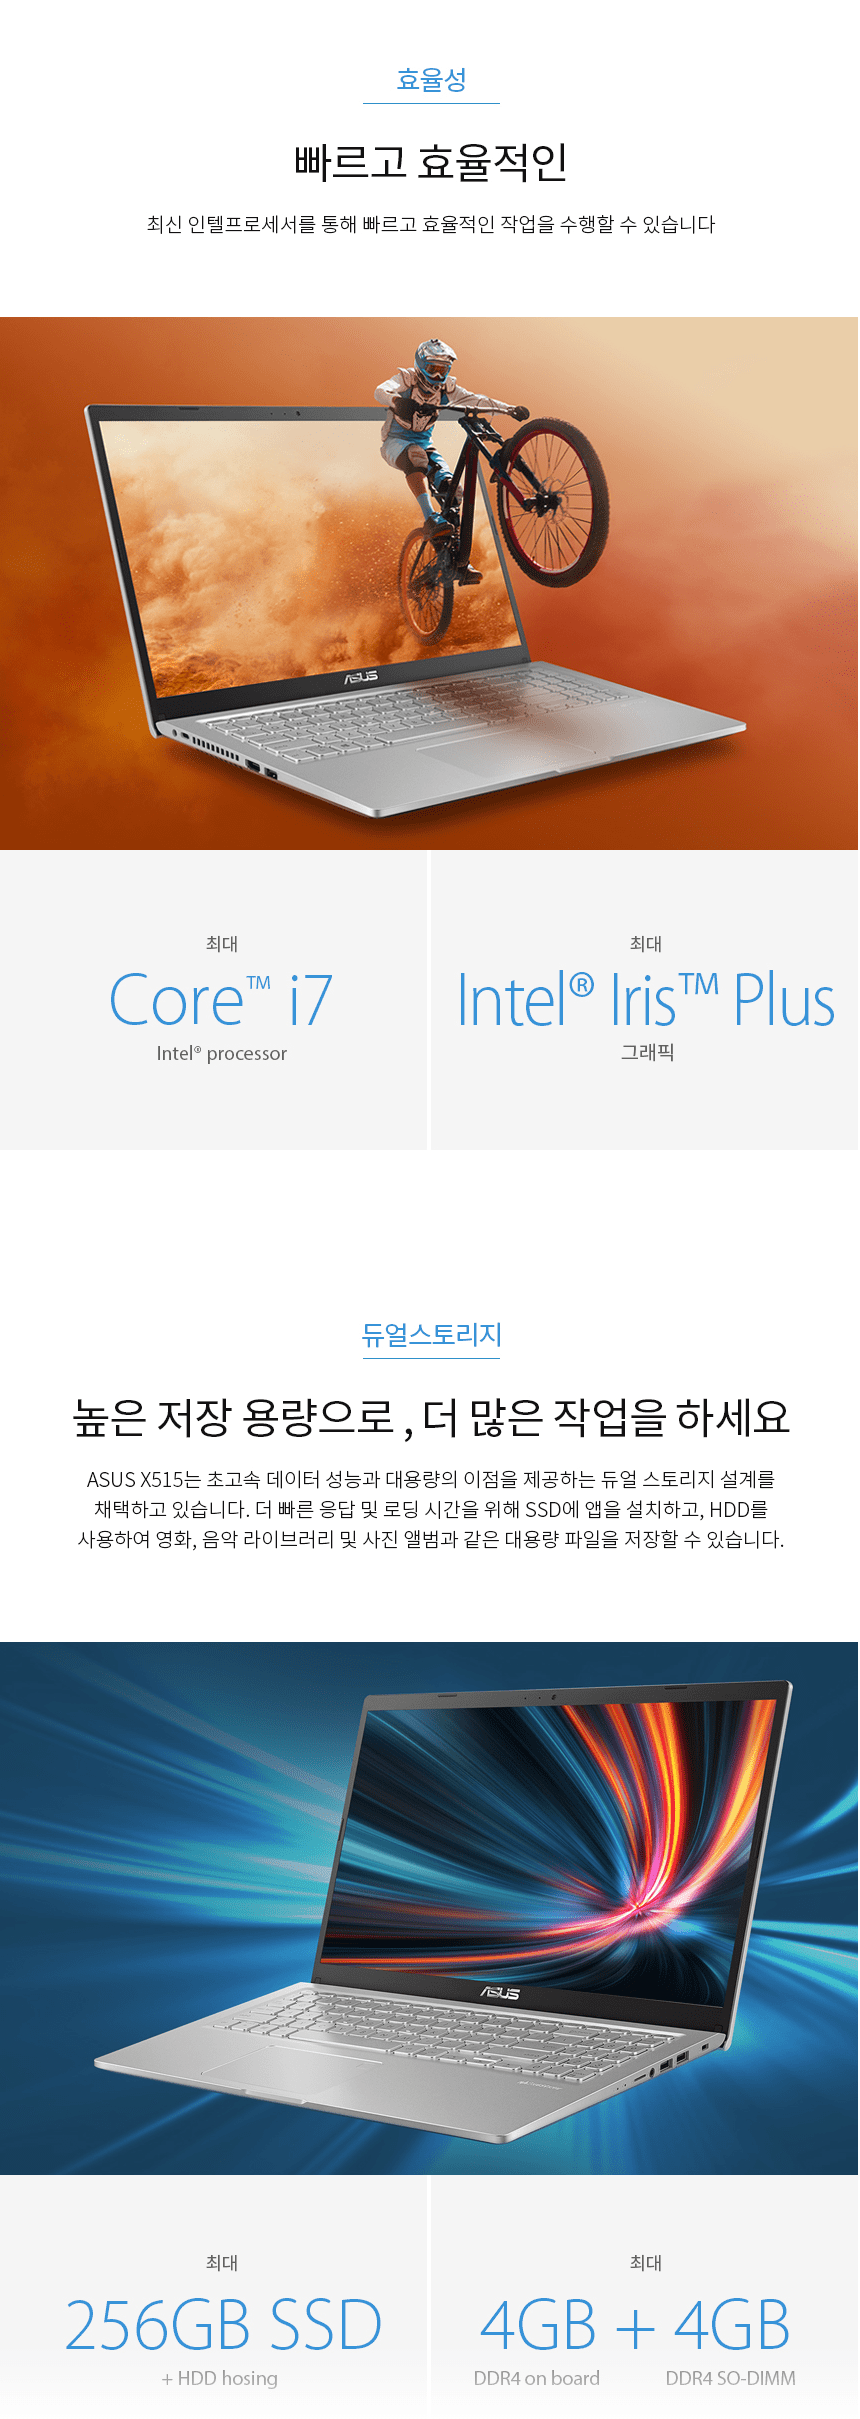 효율성
빠르고 효율적인
최신 인텔프로세서를 통해 빠르고 효율적인 작업을 수행할 수 있습니다
ASUS
최대
Core™ i7
Intel® processor
최대
Intel® Iris™ Plus
그래픽
듀얼스토리지
높은 저장 용량으로 , 더 많은 작업을 하세요
ASUS X515는 초고속 데이터 성능과 대용량의 이점을 제공하는 듀얼 스토리지 설계를
채택하고 있습니다. 더 빠른 응답 및 로딩 시간을 위해 SSD에 앱을 설치하고, HDD를
사용하여 영화, 음악 라이브러리 및 사진 앨범과 같은 대용량 파일을 저장할 수 있습니다.
ASUS
최대
256GB SSD
+ HDD hosing
최대
4GB + 4GB
DDR4 on board DDR4 SO-DIMM